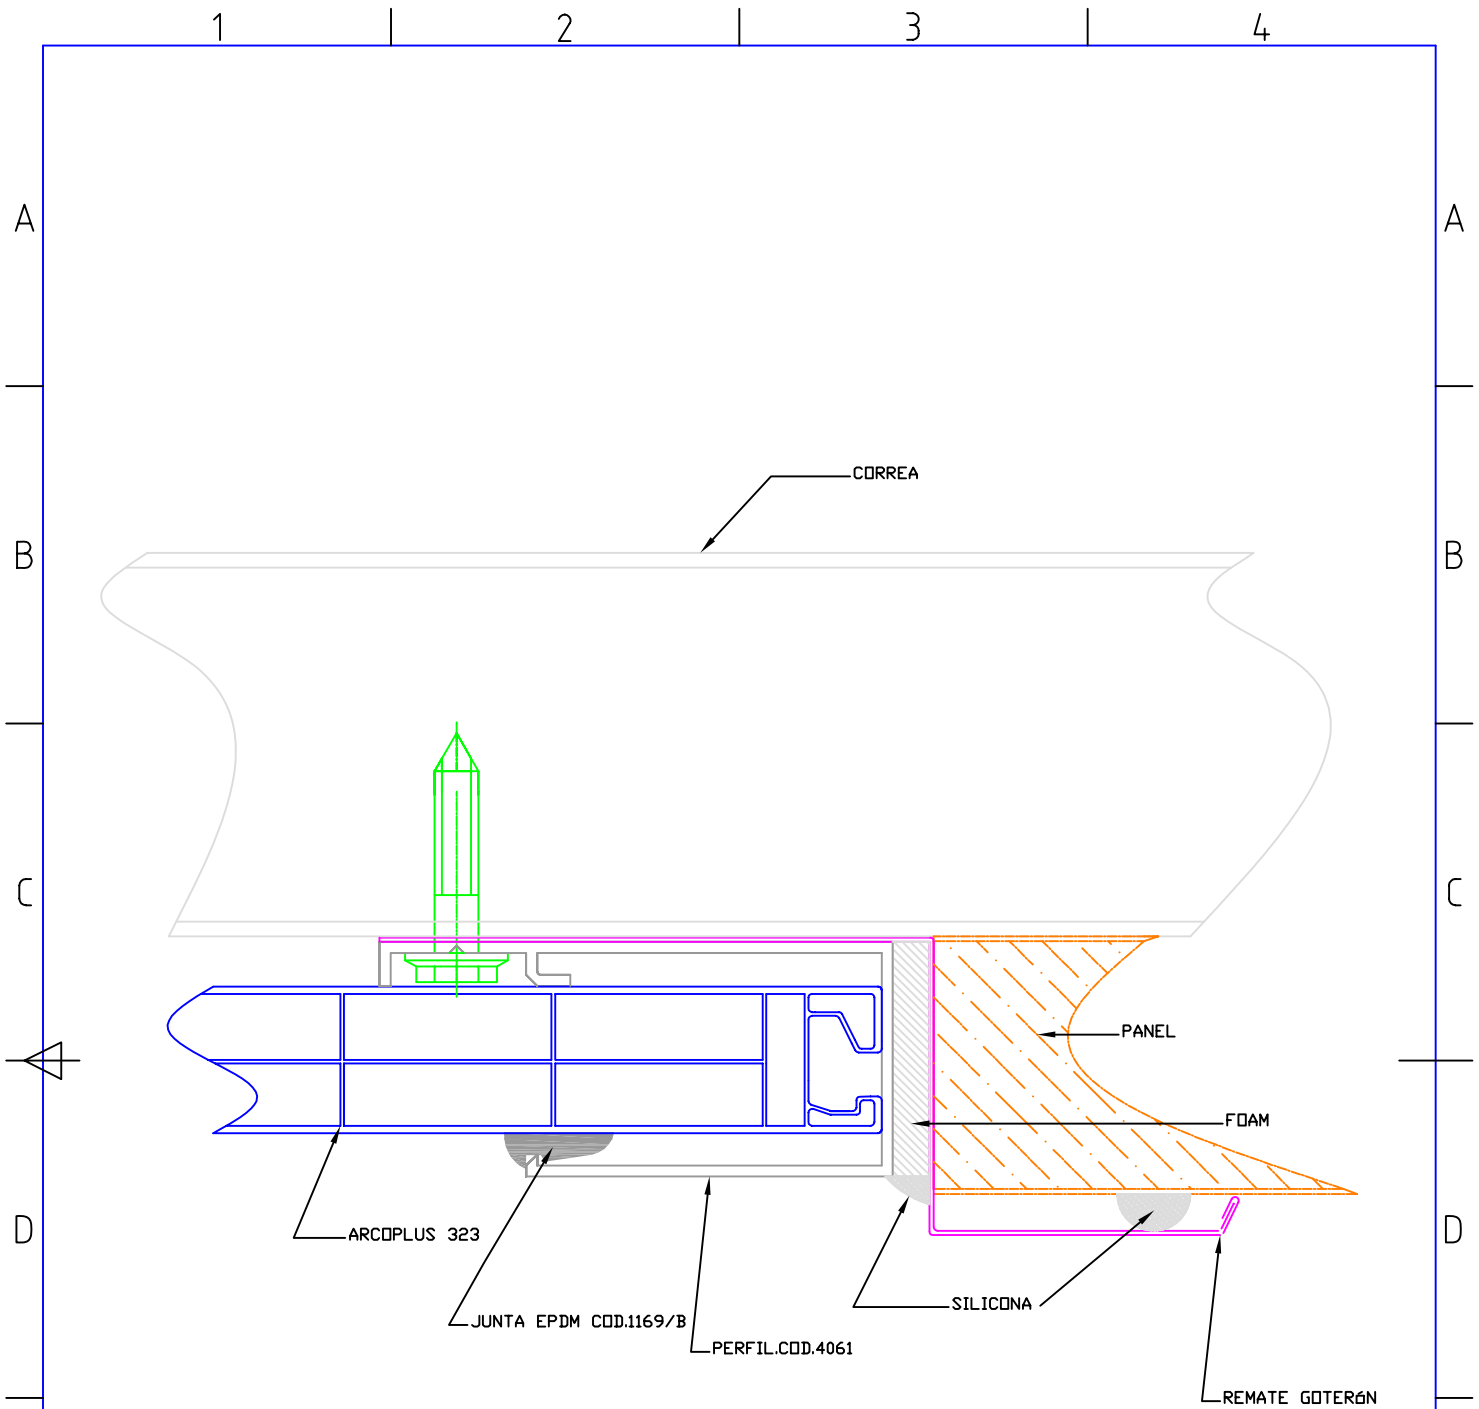 1 2 3 4
A A
CORREA
B B
C C
PANEL
FOAM
D D
ARCOPLUS 323
SILICONA
JUNTA EPDM COD.1169/B
PERFIL.COD.4061
REMATE GOTERóN